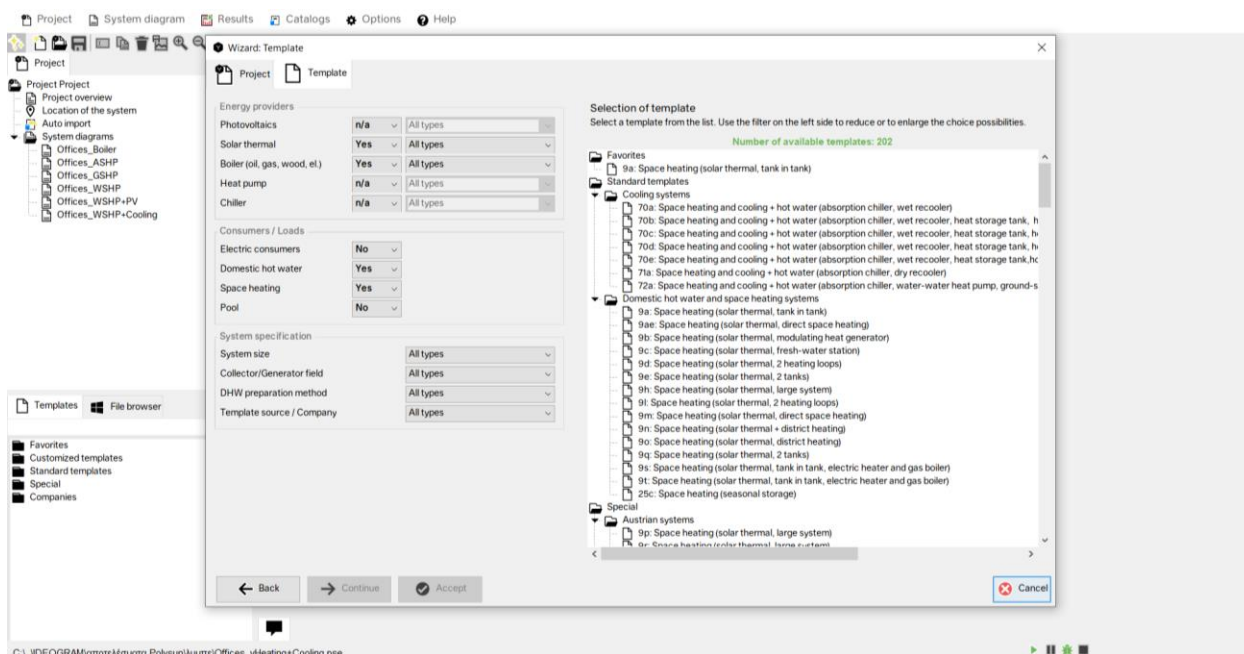 Project System diagram Results Catalogs Options Help
Project
Project Project
Project overview
Location of the system
Auto import
System diagrams
Offices_Boiler
Offices_ASHP
Offices_GSHP
Offices_WSHP
Offices_WSHP+PV
Offices_WSHP+Cooling
Templates File browser
Favorites
Customized templates
Standard templates
Special
Companies
Wizard: Template
Project Template
Energy providers
Photovoltaics n/a All types
Solar thermal Yes All types
Boiler (oil, gas, wood, el.) Yes All types
Heat pump n/a All types
Chiller n/a All types
Consumers / Loads
Electric consumers No
Domestic hot water Yes
Space heating Yes
Pool No
System specification
System size All types
Collector/Generator field All types
DHW preparation method All types
Template source / Company All types
Selection of template
Select a template from the list. Use the filter on the left side to reduce or to enlarge the choice possibilities.
Number of available templates: 202
Favorites
9a: Space heating (solar thermal, tank in tank)
Standard templates
Cooling systems
70a: Space heating and cooling + hot water (absorption chiller, wet recooler)
70b: Space heating and cooling + hot water (absorption chiller, wet recooler, heat storage tank, h
70c: Space heating and cooling + hot water (absorption chiller, wet recooler, heat storage tank, h
70d: Space heating and cooling + hot water (absorption chiller, wet recooler, heat storage tank, h
70e: Space heating and cooling + hot water (absorption chiller, wet recooler, heat storage tank,hc
71a: Space heating and cooling + hot water (absorption chiller, dry recooler)
72a: Space heating and cooling + hot water (absorption chiller, water-water heat pump, ground-s
Domestic hot water and space heating systems
9a: Space heating (solar thermal, tank in tank)
9ae: Space heating (solar thermal, direct space heating)
9b: Space heating (solar thermal, modulating heat generator)
9c: Space heating (solar thermal, fresh-water station)
9d: Space heating (solar thermal, 2 heating loops)
9e: Space heating (solar thermal, 2 tanks)
9h: Space heating (solar thermal, large system)
9l: Space heating (solar thermal, 2 heating loops)
9m: Space heating (solar thermal, direct space heating)
9n: Space heating (solar thermal + district heating)
9o: Space heating (solar thermal, district heating)
9q: Space heating (solar thermal, 2 tanks)
9s: Space heating (solar thermal, tank in tank, electric heater and gas boiler)
9t: Space heating (solar thermal, tank in tank, electric heater and gas boiler)
25c: Space heating (seasonal storage)
Special
Austrian systems
9p: Space heating (solar thermal, large system)
9r: Space heating (solar thermal, large system)
Back Continue Accept Cancel